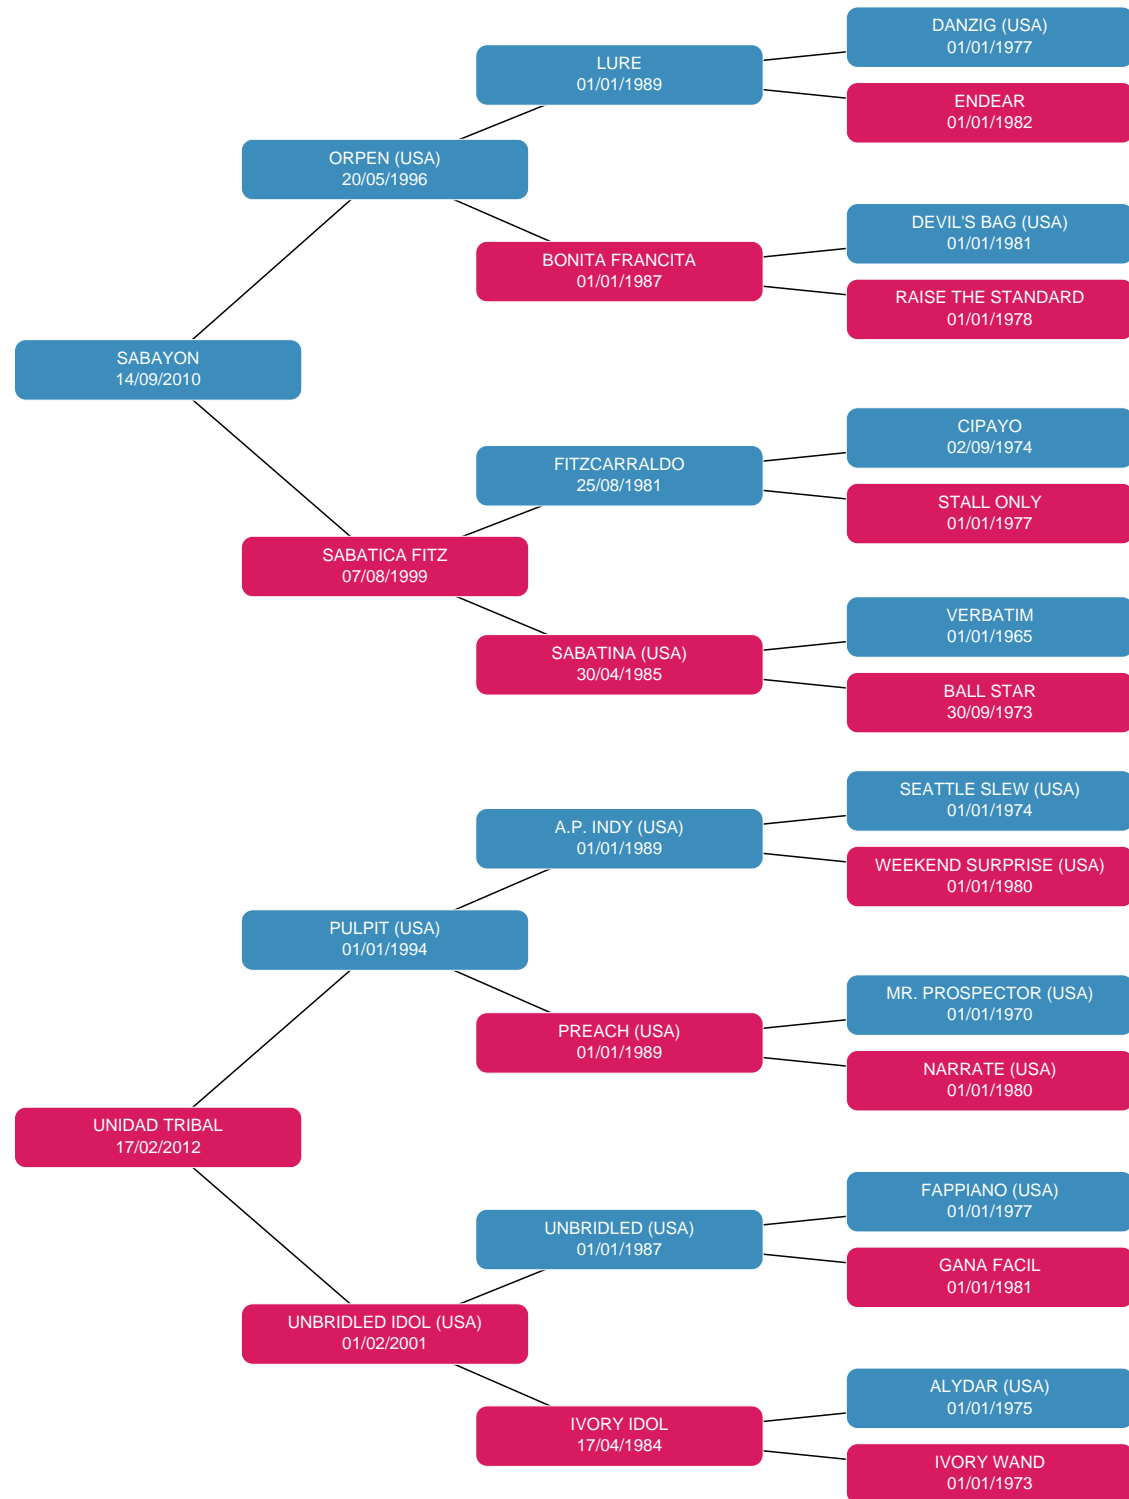 DANZIG (USA)
01/01/1977
LURE
01/01/1989
ENDEAR
01/01/1982
ORPEN (USA)
20/05/1996
DEVIL'S BAG (USA)
01/01/1981
BONITA FRANCITA
01/01/1987
RAISE THE STANDARD
01/01/1978
SABAYON
14/09/2010
CIPAYO
02/09/1974
FITZCARRALDO
25/08/1981
STALL ONLY
01/01/1977
SABATICA FITZ
07/08/1999
VERBATIM
01/01/1965
SABATINA (USA)
30/04/1985
BALL STAR
30/09/1973
SEATTLE SLEW (USA)
01/01/1974
A.P. INDY (USA)
01/01/1989
WEEKEND SURPRISE (USA)
01/01/1980
PULPIT (USA)
01/01/1994
MR. PROSPECTOR (USA)
01/01/1970
PREACH (USA)
01/01/1989
NARRATE (USA)
01/01/1980
UNIDAD TRIBAL
17/02/2012
FAPPIANO (USA)
01/01/1977
UNBRIDLED (USA)
01/01/1987
GANA FACIL
01/01/1981
UNBRIDLED IDOL (USA)
01/02/2001
ALYDAR (USA)
01/01/1975
IVORY IDOL
17/04/1984
IVORY WAND
01/01/1973